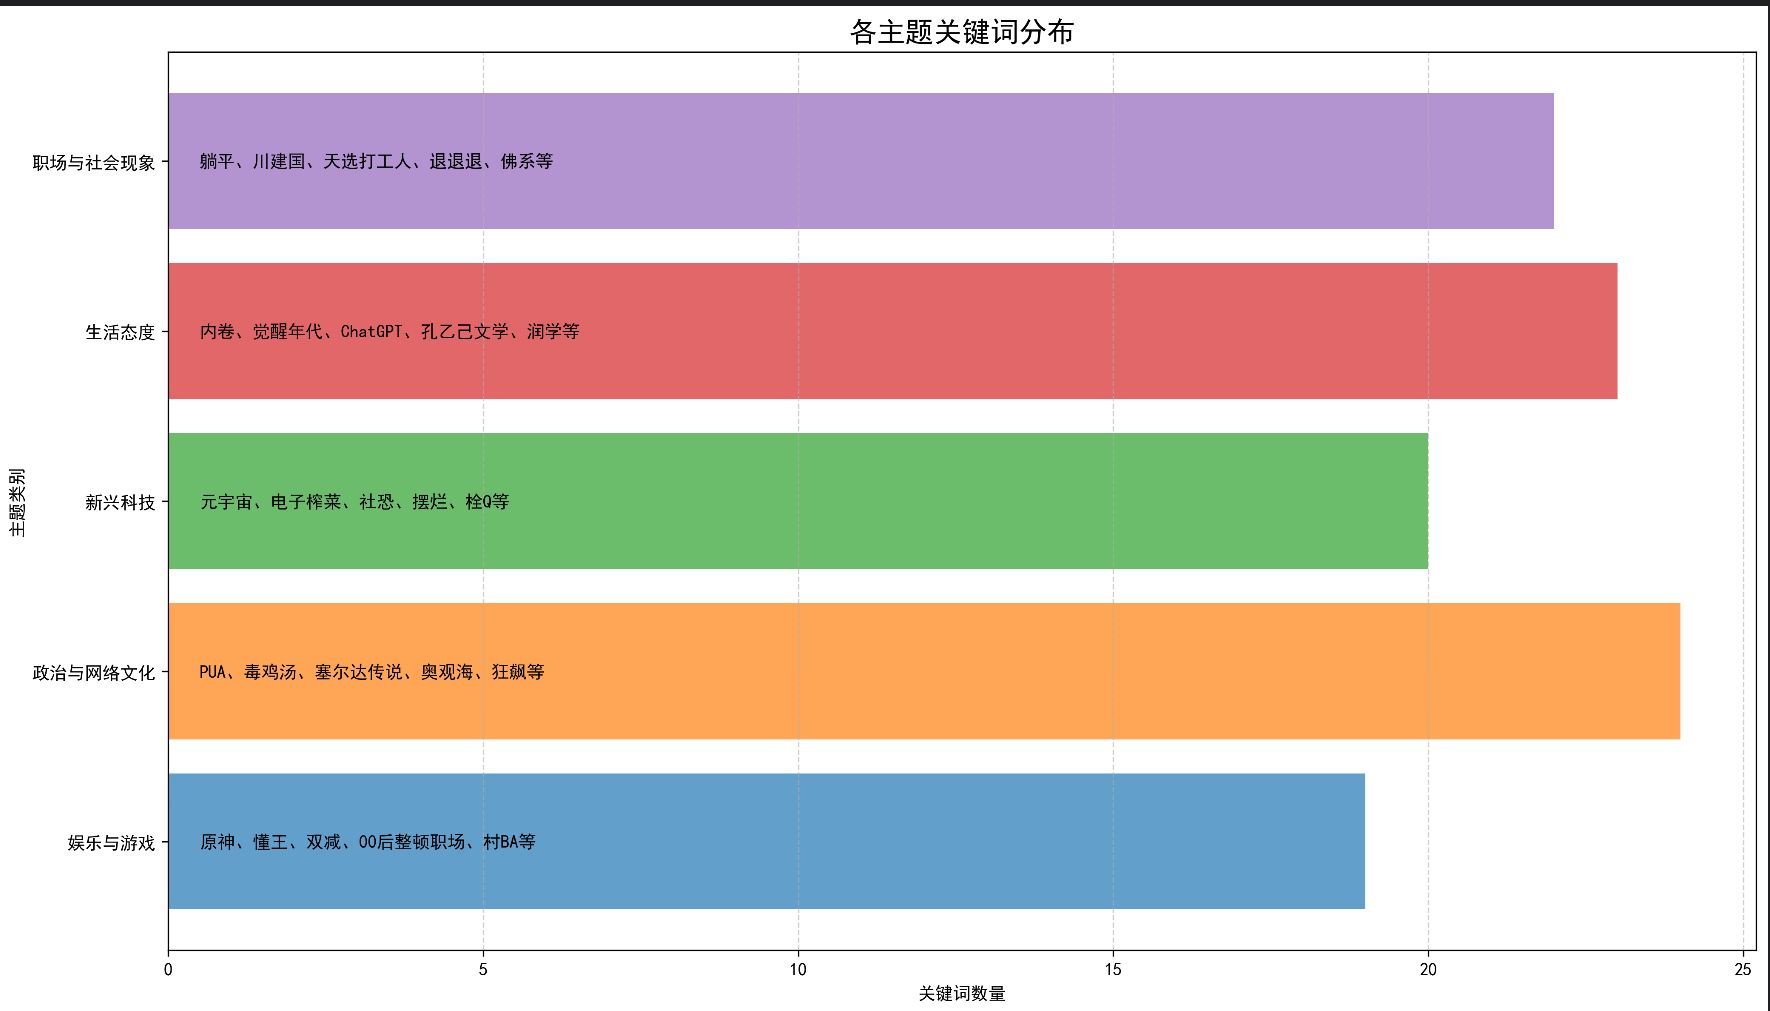 各主题关键词分布
职场与社会现象
躺平、川建国、天选打工人、退退退、佛系等
生活态度
内卷、觉醒年代、ChatGPT、孔乙己文学、润学等
新兴科技
元宇宙、电子榨菜、社恐、摆烂、栓Q等
政治与网络文化
PUA、毒鸡汤、塞尔达传说、奥观海、狂飙等
娱乐与游戏
原神、懂王、双减、00后整顿职场、村BA等
主题类别
0 5 10 15 20 25
关键词数量